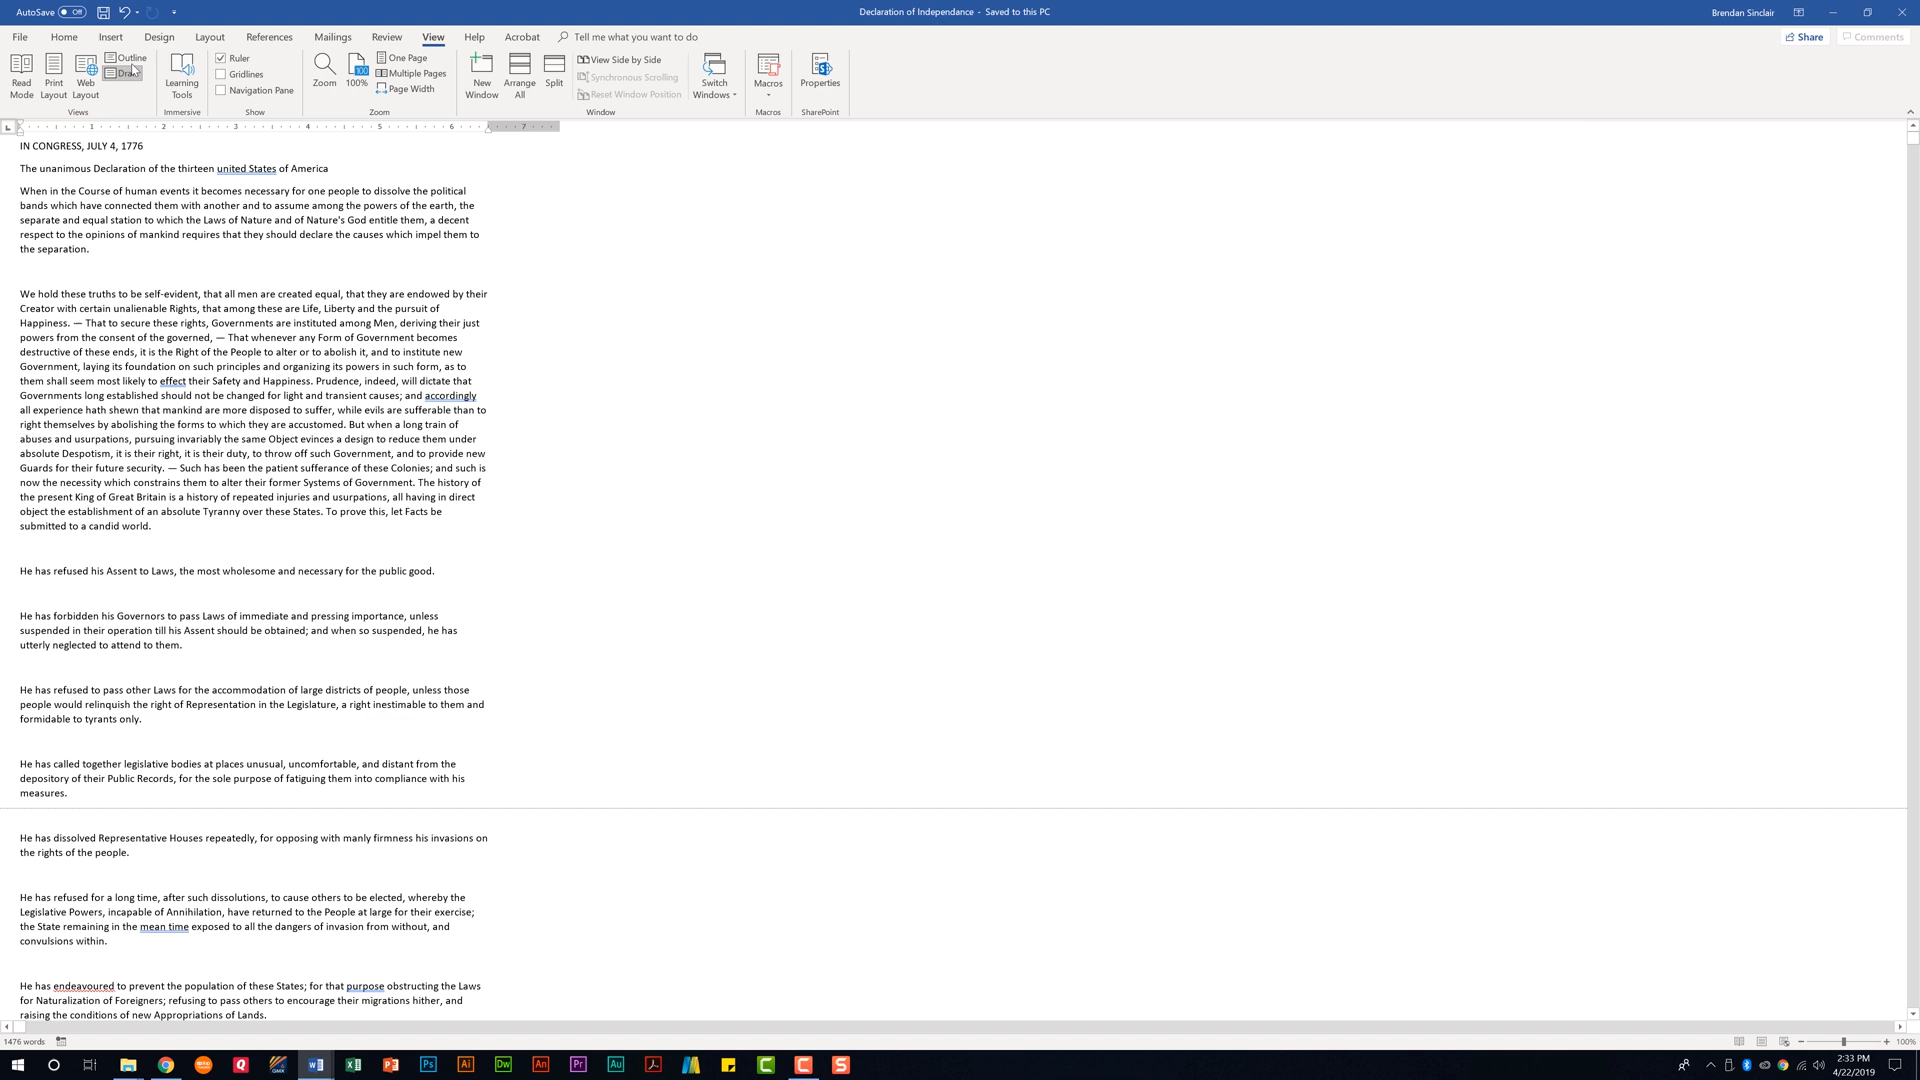 AutoSave Off
Declaration of Independance - Saved to this PC
Brendan Sinclair
File Home Insert Design Layout References Mailings Review View Help Acrobat Tell me what you want to do
Share Comments
Read Mode
Print Layout
Web Layout
Outline
Draft
Views
Learning Tools
Immersive
Ruler
Gridlines
Navigation Pane
Show
Zoom
100
100%
One Page
Multiple Pages
Page Width
Zoom
New Window
Arrange All
Split
View Side by Side
Synchronous Scrolling
Reset Window Position
Window
Switch Windows
Macros
Macros
Properties
SharePoint
1 2 3 4 5 6 7
IN CONGRESS, JULY 4, 1776
The unanimous Declaration of the thirteen united States of America
When in the Course of human events it becomes necessary for one people to dissolve the political
bands which have connected them with another and to assume among the powers of the earth, the
separate and equal station to which the Laws of Nature and of Nature's God entitle them, a decent
respect to the opinions of mankind requires that they should declare the causes which impel them to
the separation.
We hold these truths to be self-evident, that all men are created equal, that they are endowed by their
Creator with certain unalienable Rights, that among these are Life, Liberty and the pursuit of
Happiness. — That to secure these rights, Governments are instituted among Men, deriving their just
powers from the consent of the governed, — That whenever any Form of Government becomes
destructive of these ends, it is the Right of the People to alter or to abolish it, and to institute new
Government, laying its foundation on such principles and organizing its powers in such form, as to
them shall seem most likely to effect their Safety and Happiness. Prudence, indeed, will dictate that
Governments long established should not be changed for light and transient causes; and accordingly
all experience hath shewn that mankind are more disposed to suffer, while evils are sufferable than to
right themselves by abolishing the forms to which they are accustomed. But when a long train of
abuses and usurpations, pursuing invariably the same Object evinces a design to reduce them under
absolute Despotism, it is their right, it is their duty, to throw off such Government, and to provide new
Guards for their future security. — Such has been the patient sufferance of these Colonies; and such is
now the necessity which constrains them to alter their former Systems of Government. The history of
the present King of Great Britain is a history of repeated injuries and usurpations, all having in direct
object the establishment of an absolute Tyranny over these States. To prove this, let Facts be
submitted to a candid world.
He has refused his Assent to Laws, the most wholesome and necessary for the public good.
He has forbidden his Governors to pass Laws of immediate and pressing importance, unless
suspended in their operation till his Assent should be obtained; and when so suspended, he has
utterly neglected to attend to them.
He has refused to pass other Laws for the accommodation of large districts of people, unless those
people would relinquish the right of Representation in the Legislature, a right inestimable to them and
formidable to tyrants only.
He has called together legislative bodies at places unusual, uncomfortable, and distant from the
depository of their Public Records, for the sole purpose of fatiguing them into compliance with his
measures.
He has dissolved Representative Houses repeatedly, for opposing with manly firmness his invasions on
the rights of the people.
He has refused for a long time, after such dissolutions, to cause others to be elected, whereby the
Legislative Powers, incapable of Annihilation, have returned to the People at large for their exercise;
the State remaining in the mean time exposed to all the dangers of invasion from without, and
convulsions within.
He has endeavoured to prevent the population of these States; for that purpose obstructing the Laws
for Naturalization of Foreigners; refusing to pass others to encourage their migrations hither, and
raising the conditions of new Appropriations of Lands.
1476 words
100%
Ps Ai Dw An Pr Au
2:33 PM
4/22/2019